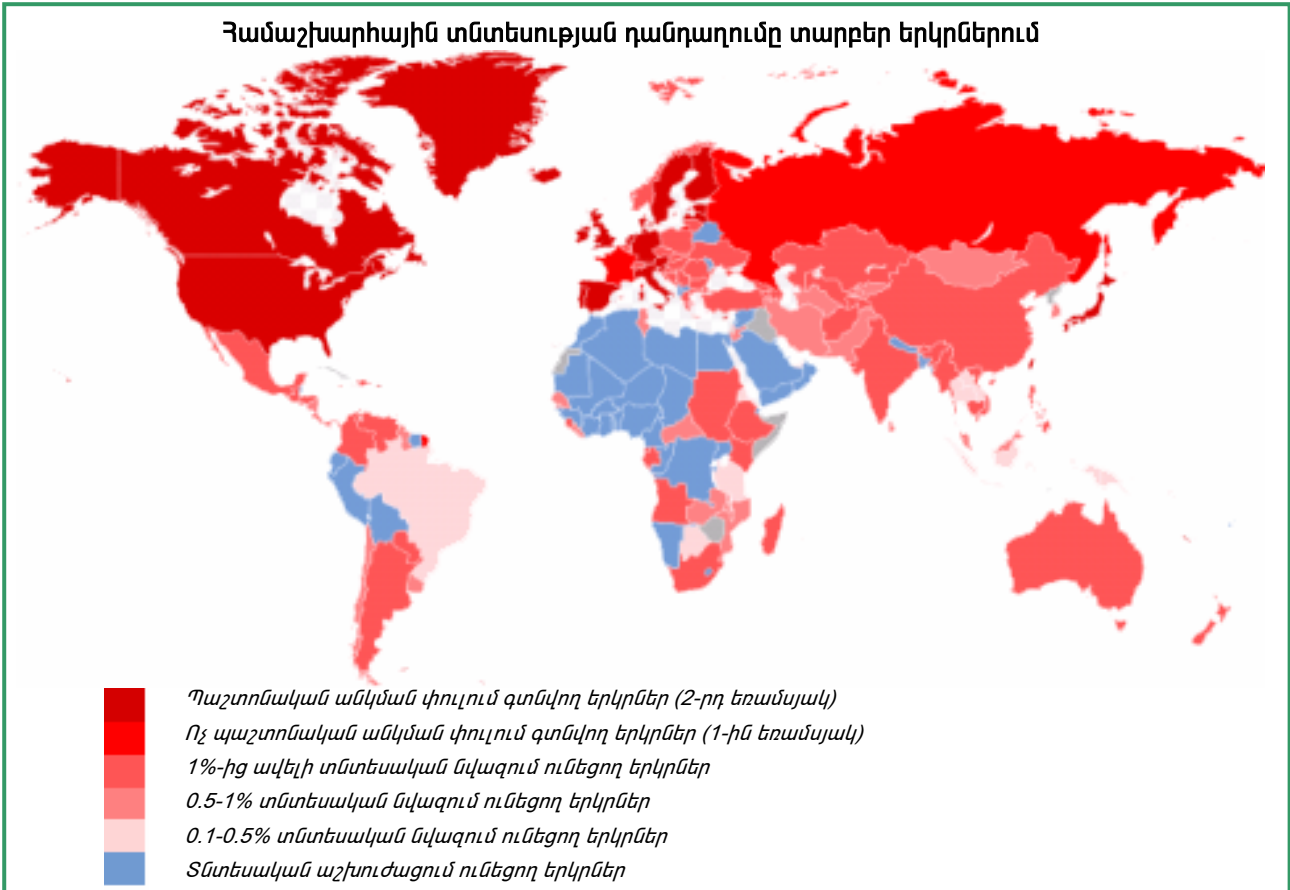 Համաշխարհային տնտեսության դանդաղումը տարբեր երկրներում
Պաշտոնական անկման փուլում գտնվող երկրներ (2-րդ եռամսյակ)
Ոչ պաշտոնական անկման փուլում գտնվող երկրներ (1-ին եռամսյակ)
1%-ից ավելի տնտեսական նվազում ունեցող երկրներ
0.5-1% տնտեսական նվազում ունեցող երկրներ
0.1-0.5% տնտեսական նվազում ունեցող երկրներ
Տնտեսական աշխուժացում ունեցող երկրներ